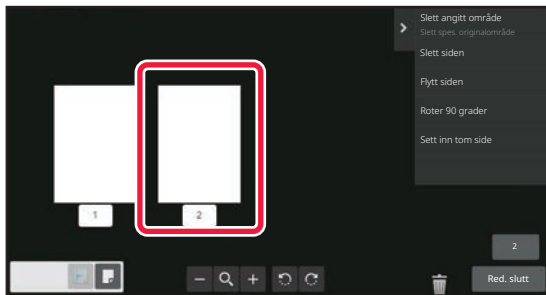 Slett angitt område
Slett spes. originalområde
Slett siden
Flytt siden
Roter 90 grader
Sett inn tom side
1
2
2
Red. slutt